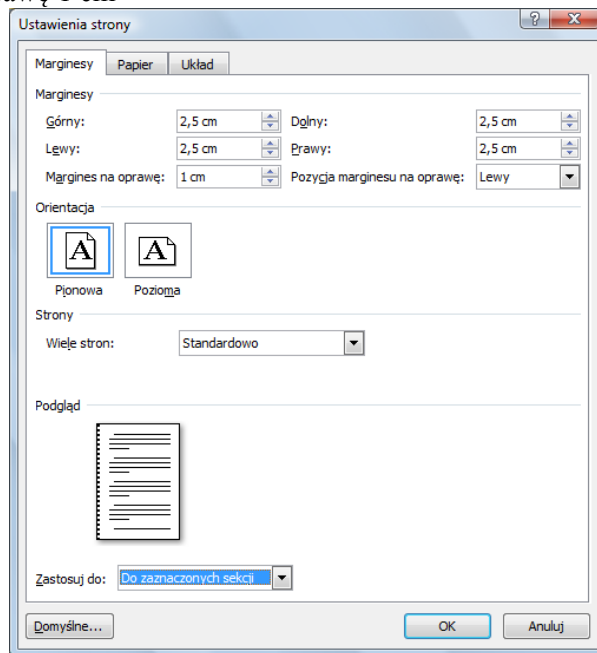 Ustawienia strony
Marginesy Papier Układ
Marginesy
Górny: 2,5 cm Dolny: 2,5 cm
Lewy: 2,5 cm Prawy: 2,5 cm
Margines na oprawę: 1 cm Pozycja marginesu na oprawę: Lewy
Orientacja
A A
Pionowa Pozioma
Strony
Wiele stron: Standardowo
Podgląd
Zastosuj do: Do zaznaczonych sekcji
Domyślne... OK Anuluj